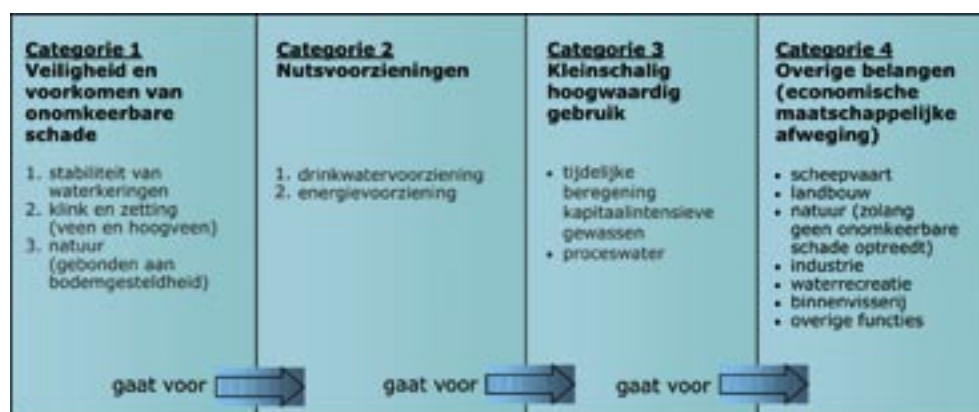 Categorie 1
Veiligheid en
voorkomen van
onomkeerbare
schade
1. stabiliteit van
waterkeringen
2. klink en zetting
(veen en hoogveen)
3. natuur
(gebonden aan
bodemgesteldheid)
gaat voor
Categorie 2
Nutsvoorzieningen
1. drinkwatervoorziening
2. energievoorziening
gaat voor
Categorie 3
Kleinschalig
hoogwaardig
gebruik
• tijdelijke
beregening
kapitaalintensieve
gewassen
• proceswater
gaat voor
Categorie 4
Overige belangen
(economische
maatschappelijke
afweging)
• scheepvaart
• landbouw
• natuur (zolang
geen onomkeerbare
schade optreedt)
• industrie
• waterrecreatie
• binnenvisserij
• overige functies